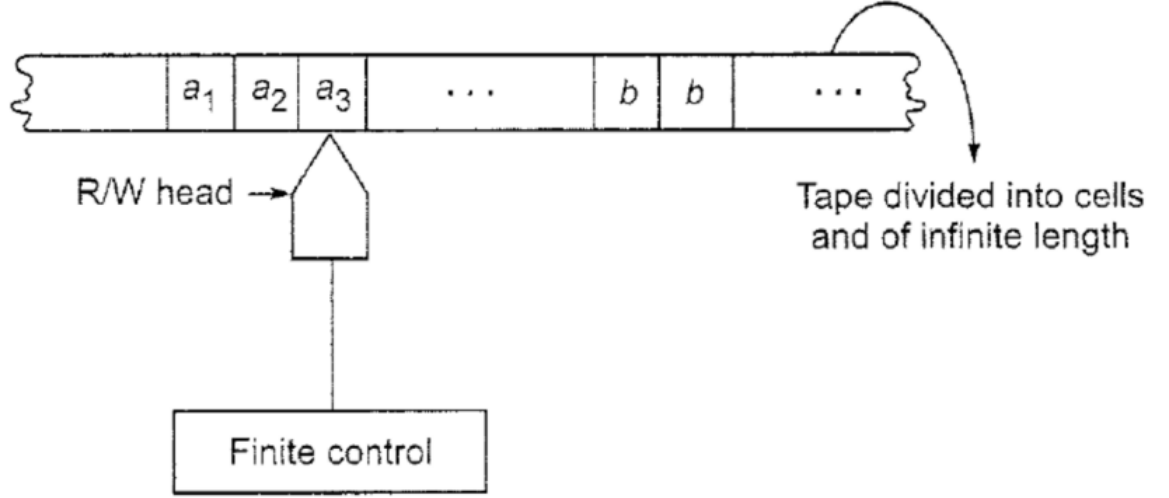 a₁ a₂ a₃ ... b b ...
R/W head
Tape divided into cells
and of infinite length
Finite control